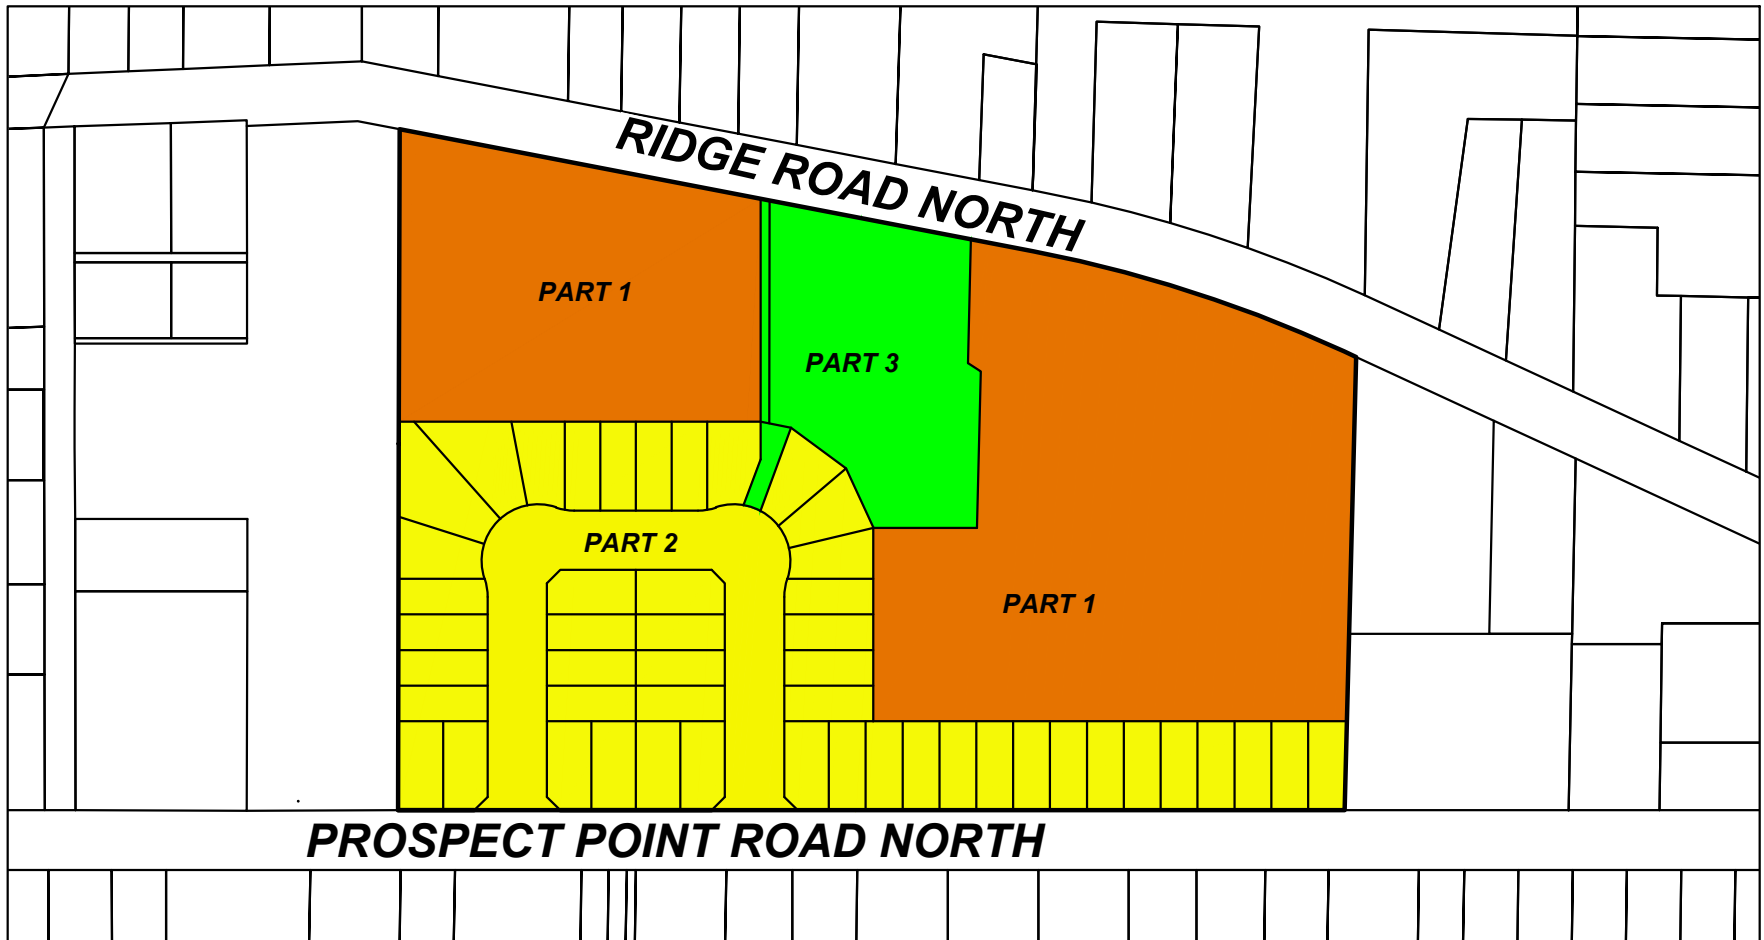 RIDGE ROAD NORTH
PART 1
PART 3
PART 2
PART 1
PROSPECT POINT ROAD NORTH